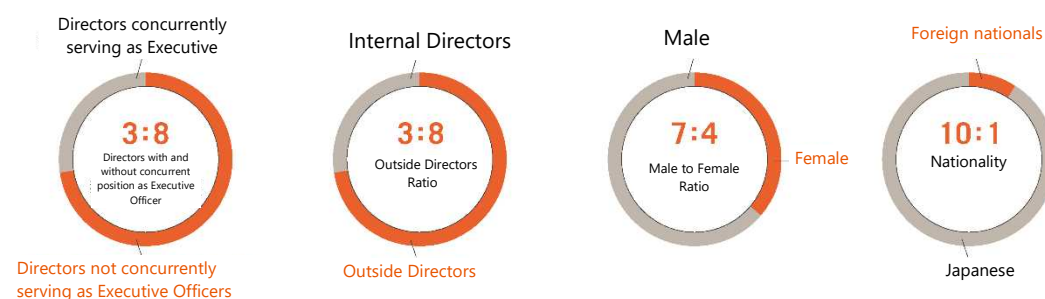 Directors concurrently
serving as Executive
3:8
Directors with and
without concurrent
position as Executive
Officer
Directors not concurrently
serving as Executive Officers
Internal Directors
3:8
Outside Directors
Ratio
Outside Directors
Male
7:4
Male to Female
Ratio
Female
Foreign nationals
10:1
Nationality
Japanese